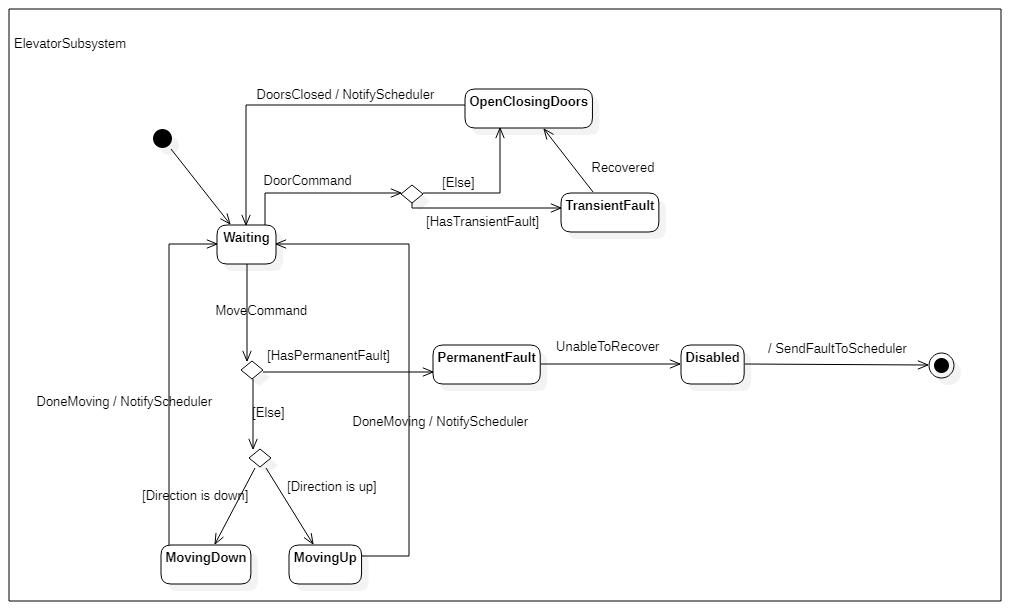 ElevatorSubsystem
DoorsClosed / NotifyScheduler
OpenClosingDoors
Recovered
DoorCommand
[Else]
TransientFault
[HasTransientFault]
Waiting
MoveCommand
[HasPermanentFault]
PermanentFault
UnableToRecover
Disabled
/ SendFaultToScheduler
DoneMoving / NotifyScheduler
[Else]
DoneMoving / NotifyScheduler
[Direction is down]
[Direction is up]
MovingDown
MovingUp